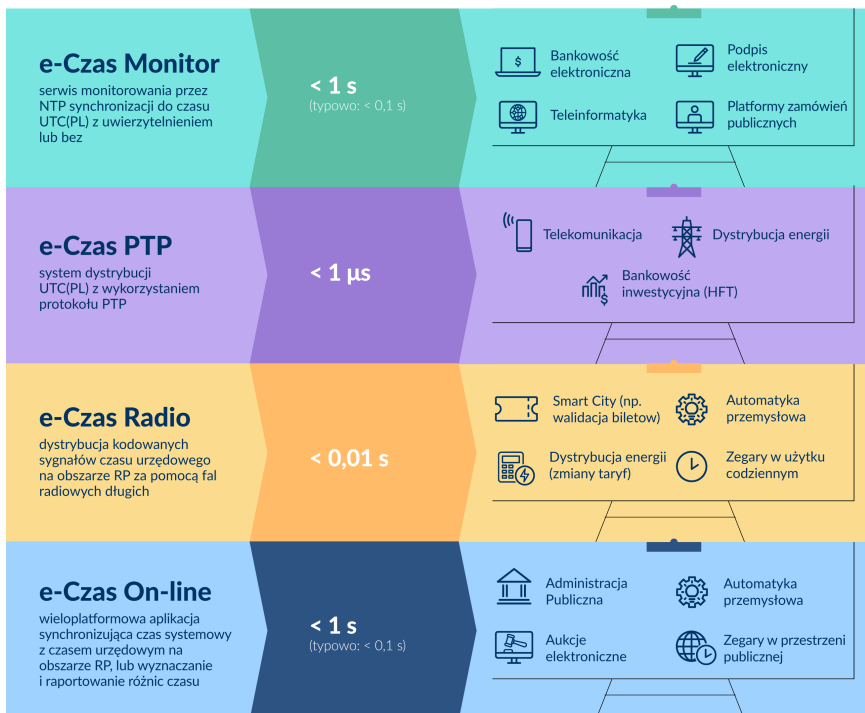 e-Czas Monitor
serwis monitorowania przez
NTP synchronizacji do czasu
UTC(PL) z uwierzytelnieniem
lub bez
< 1 s
(typowo: < 0,1 s)
$
Bankowość
elektroniczna
Podpis
elektroniczny
Teleinformatyka
Platformy zamówień
publicznych
e-Czas PTP
system dystrybucji
UTC(PL) z wykorzystaniem
protokołu PTP
< 1 μs
Telekomunikacja
Dystrybucja energii
$
Bankowość
inwestycyjna (HFT)
e-Czas Radio
dystrybucja kodowanych
sygnałów czasu urzędowego
na obszarze RP za pomocą fal
radiowych długich
< 0,01 s
Smart City (np.
walidacja biletow)
Automatyka
przemysłowa
Dystrybucja energii
(zmiany taryf)
Zegary w użytku
codziennym
e-Czas On-line
wieloplatformowa aplikacja
synchronizująca czas systemowy
z czasem urzędowym na
obszarze RP, lub wyznaczanie
i raportowanie różnic czasu
< 1 s
(typowo: < 0,1 s)
Administracja
Publiczna
Automatyka
przemysłowa
Aukcje
elektroniczne
Zegary w przestrzeni
publicznej